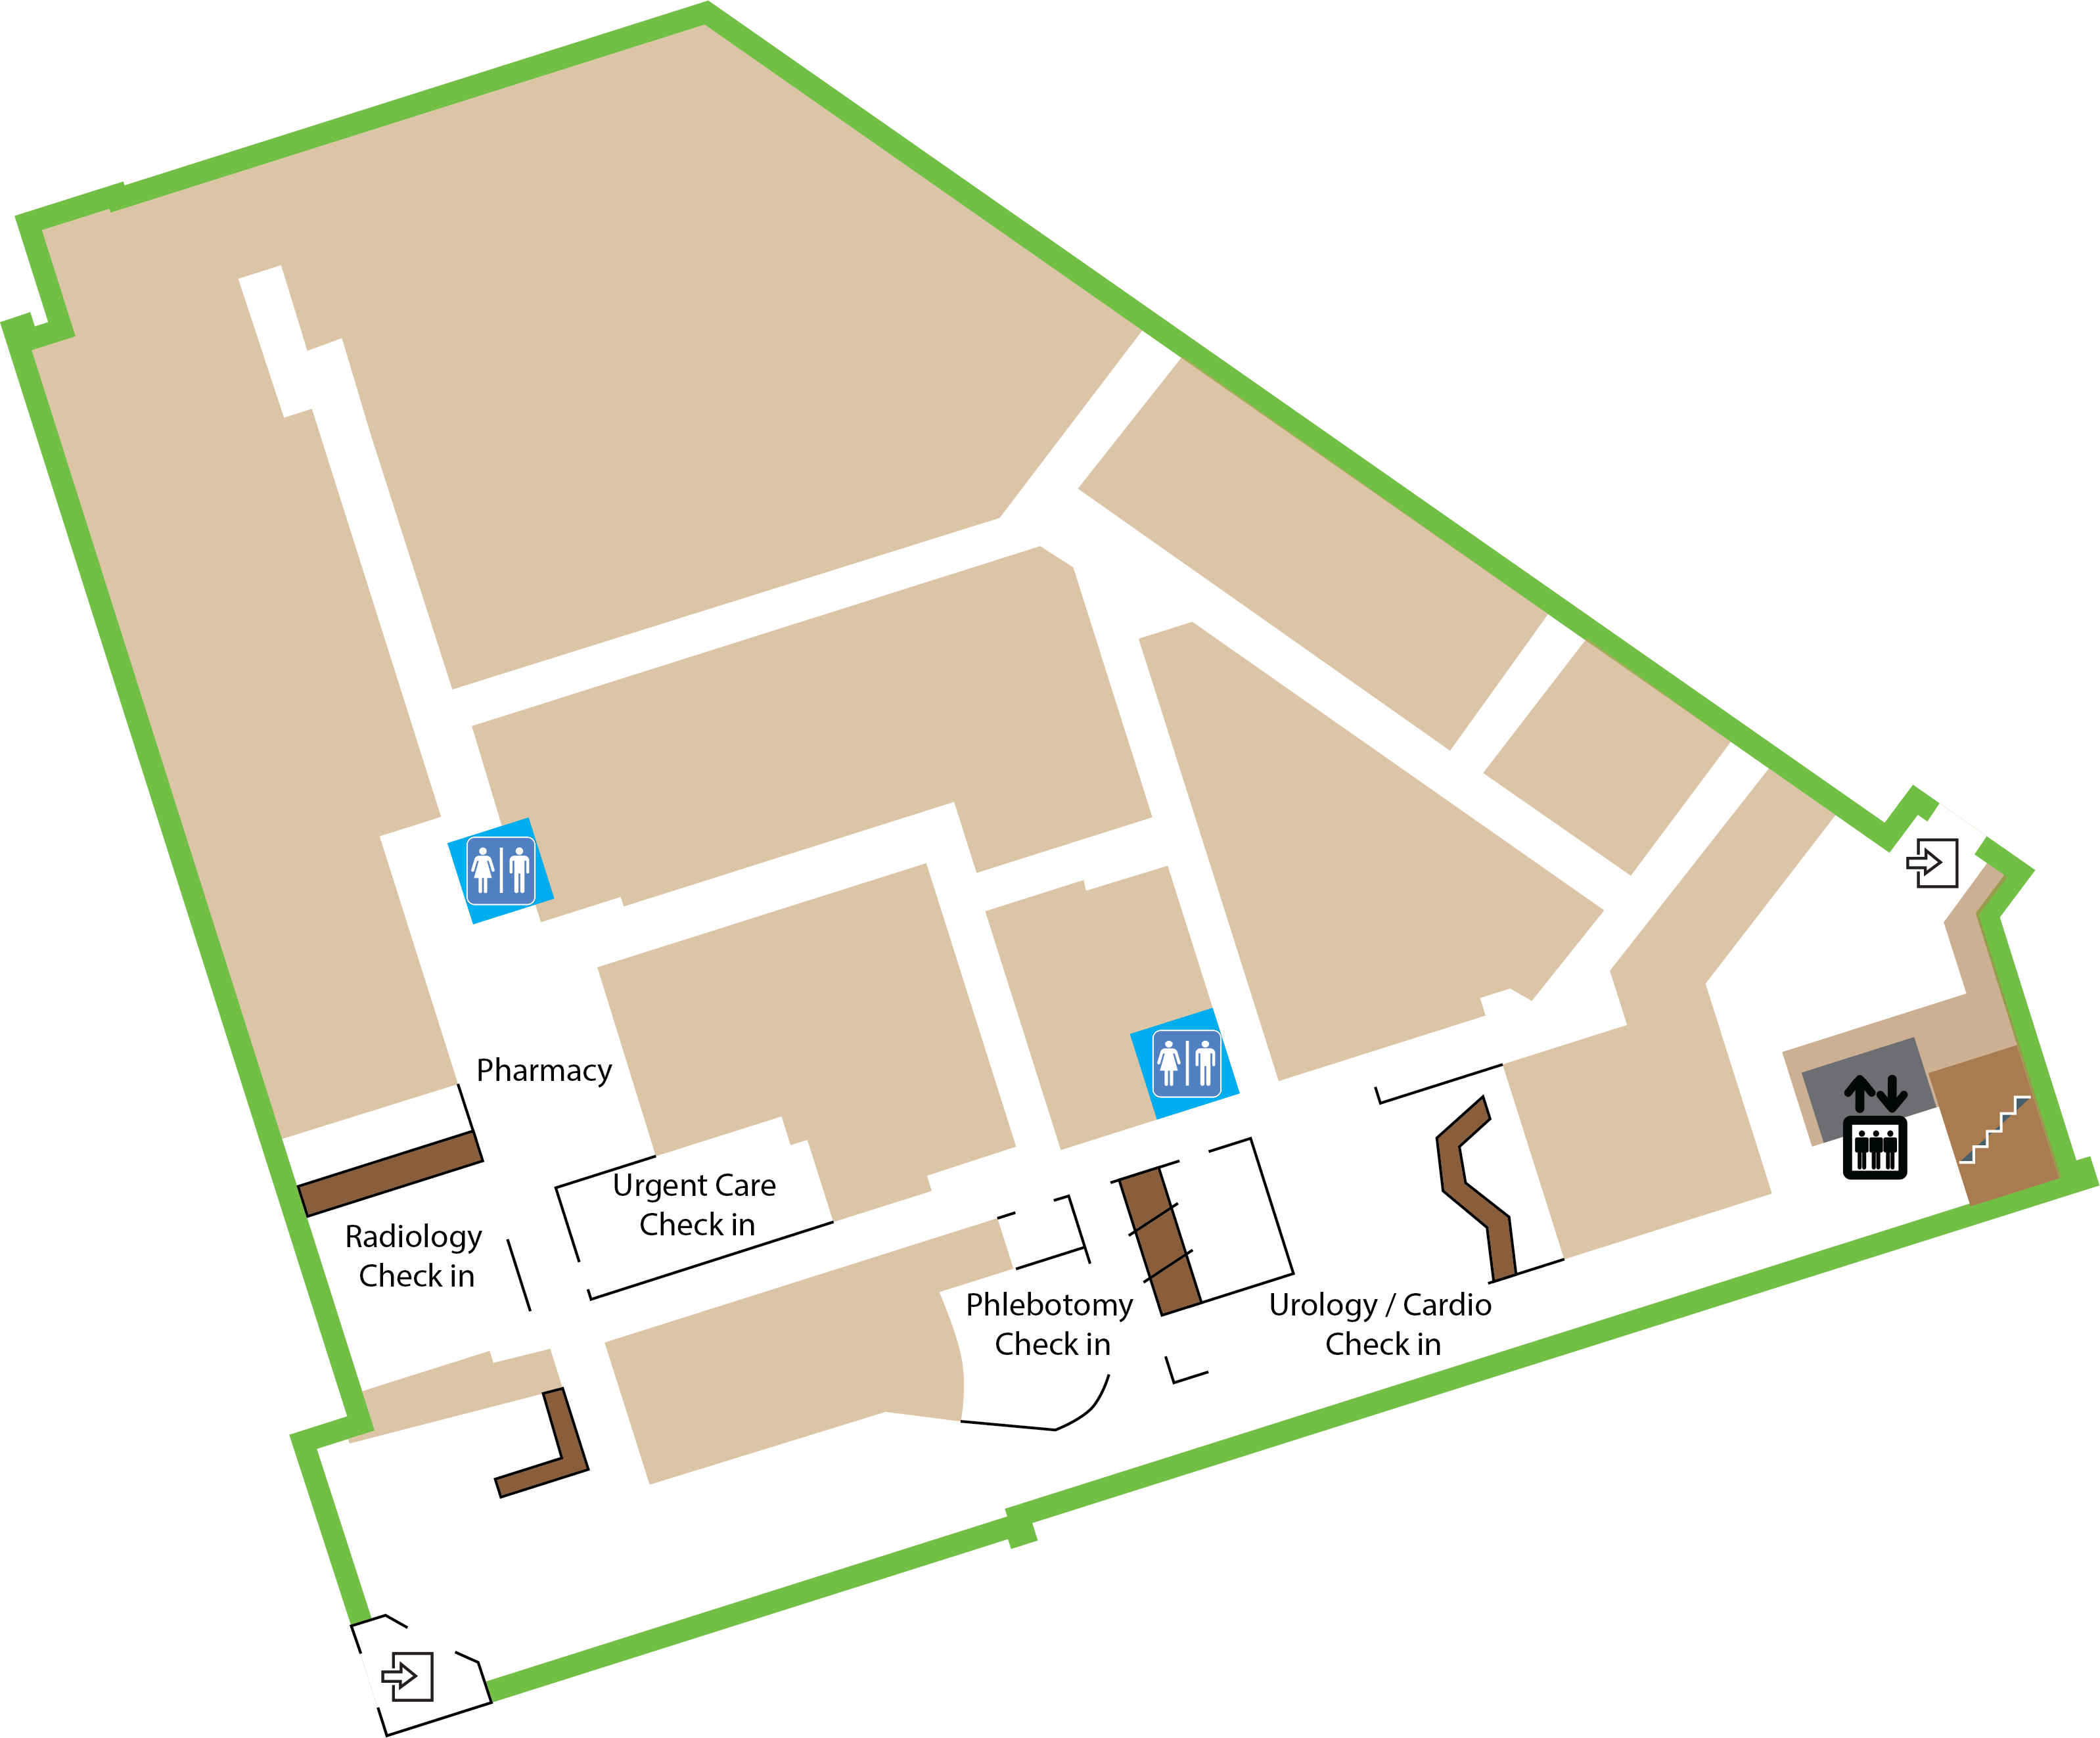 Pharmacy
Urgent Care
Check in
Radiology
Check in
Phlebotomy
Check in
Urology / Cardio
Check in